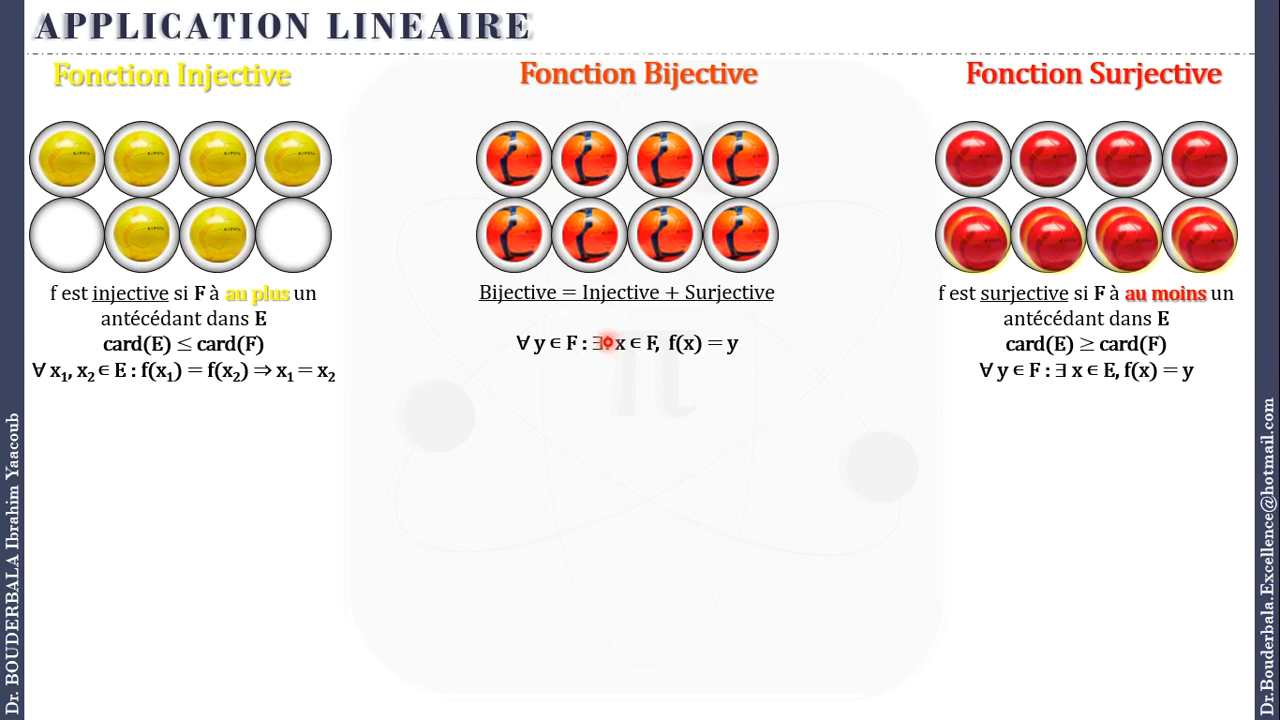 APPLICATION LINEAIRE
Fonction Injective
f est injective si F à au plus un
antécédant dans E
card(E) ≤ card(F)
∀ x₁, x₂ ∈ E : f(x₁) = f(x₂) ⇒ x₁ = x₂
Fonction Bijective
Bijective = Injective + Surjective
∀ y ∈ F : ∃ x ∈ F, f(x) = y
Fonction Surjective
f est surjective si F à au moins un
antécédant dans E
card(E) ≥ card(F)
∀ y ∈ F : ∃ x ∈ E, f(x) = y
π
Dr. BOUDERBALA Ibrahim Yaacoub
Dr.Bouderbala.Excellence@hotmail.com